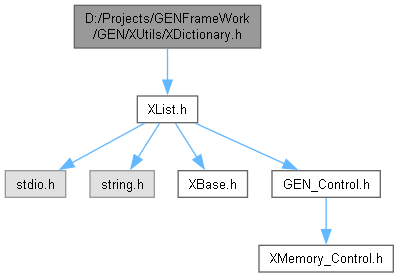 D:/Projects/GENFrameWork
/GEN/XUtils/XDictionary.h
XList.h
stdio.h
string.h
XBase.h
GEN_Control.h
XMemory_Control.h